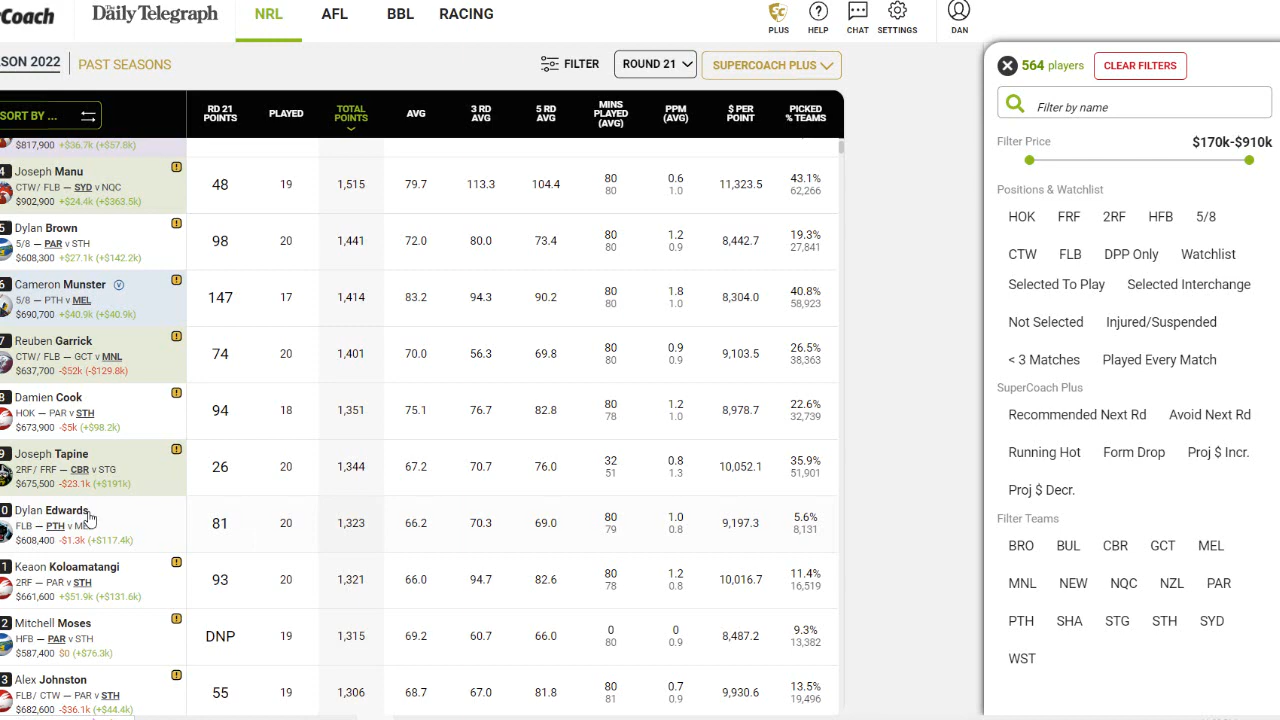 Coach The Daily Telegraph NRL AFL BBL RACING PLUS HELP CHAT SETTINGS DAN
SON 2022 PAST SEASONS FILTER ROUND 21 SUPERCOACH PLUS
SORT BY ... RD 21 POINTS PLAYED TOTAL POINTS AVG 3 RD AVG 5 RD AVG MINS PLAYED (AVG) PPM (AVG) $ PER POINT PICKED % TEAMS
$817,900 +$36.7k (+$57.8k)
4 Joseph Manu
CTW/ FLB — SYD v NQC
$902,900 +$24.4k (+$363.5k)
48 19 1,515 79.7 113.3 104.4 80 80 0.6 1.0 11,323.5 43.1% 62,266
5 Dylan Brown
5/8 — PAR v STH
$608,300 +$27.1k (+$142.2k)
98 20 1,441 72.0 80.0 73.4 80 80 1.2 0.9 8,442.7 19.3% 27,841
6 Cameron Munster V
5/8 — PTH v MEL
$690,700 +$40.9k (+$40.9k)
147 17 1,414 83.2 94.3 90.2 80 80 1.8 1.0 8,304.0 40.8% 58,923
7 Reuben Garrick
CTW/ FLB — GCT v MNL
$637,700 -$52k (-$129.8k)
74 20 1,401 70.0 56.3 69.8 80 80 0.9 0.9 9,103.5 26.5% 38,363
8 Damien Cook
HOK — PAR v STH
$673,900 -$5k (+$98.2k)
94 18 1,351 75.1 76.7 82.8 80 78 1.2 1.0 8,978.7 22.6% 32,739
9 Joseph Tapine
2RF/ FRF — CBR v STG
$675,500 -$23.1k (+$191k)
26 20 1,344 67.2 70.7 76.0 32 51 0.8 1.3 10,052.1 35.9% 51,901
0 Dylan Edwards
FLB — PTH v ME
$608,400 -$1.3k (+$117.4k)
81 20 1,323 66.2 70.3 69.0 80 79 1.0 0.8 9,197.3 5.6% 8,131
1 Keaon Koloamatangi
2RF — PAR v STH
$661,600 +$51.9k (+$131.6k)
93 20 1,321 66.0 94.7 82.6 80 78 1.2 0.8 10,016.7 11.4% 16,519
2 Mitchell Moses
HFB — PAR v STH
$587,400 $0 (+$76.3k)
DNP 19 1,315 69.2 60.7 66.0 0 80 0 0.9 8,487.2 9.3% 13,382
3 Alex Johnston
FLB/ CTW — PAR v STH
$682,600 -$36.1k (+$44.4k)
55 19 1,306 68.7 67.0 81.8 80 81 0.7 0.9 9,930.6 13.5% 19,496
564 players CLEAR FILTERS
Filter by name
Filter Price $170k-$910k
Positions & Watchlist
HOK FRF 2RF HFB 5/8
CTW FLB DPP Only Watchlist
Selected To Play Selected Interchange
Not Selected Injured/Suspended
< 3 Matches Played Every Match
SuperCoach Plus
Recommended Next Rd Avoid Next Rd
Running Hot Form Drop Proj $ Incr.
Proj $ Decr.
Filter Teams
BRO BUL CBR GCT MEL
MNL NEW NQC NZL PAR
PTH SHA STG STH SYD
WST